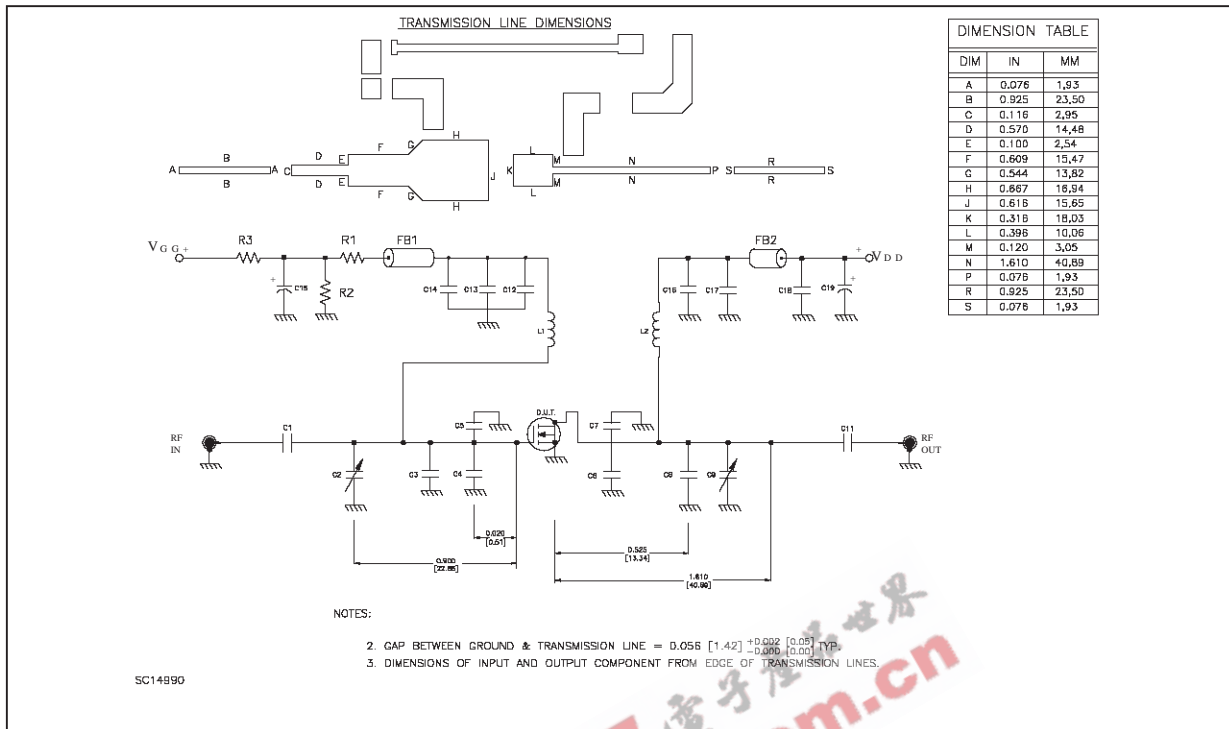 TRANSMISSION LINE DIMENSIONS
DIMENSION TABLE
DIM IN MM
A 0.076 1,93
B 0.925 23,50
C 0.116 2,95
D 0.570 14,48
E 0.100 2,54
F 0.609 15,47
G 0.544 13,82
H 0.667 16,94
J 0.616 15,65
K 0.316 18,03
L 0.396 10,06
M 0.120 3,05
N 1.610 40,89
P 0.076 1,93
R 0.925 23,50
S 0.076 1,93
H
F G
D E
B
A A C
B
D E
F G
H
J
L
K M N
M N
L
P
R
S S
R
VGG+
R3
R1
FB1
C15
R2
C14
C13
C12
L1
FB2
+
VDD
C16
C17
C18
C19
+
L2
RF
IN
C1
C2
C3
C4
C5
D.U.T.
C7
C6
C8
C9
C11
RF
OUT
0.020
[0.51]
0.900
[22.86]
0.525
[13.34]
1.610
[40.89]
NOTES:
2. GAP BETWEEN GROUND & TRANSMISSION LINE = 0.056 [1.42] +0.002 [0.05] -0.000 [0.00] TYP.
3. DIMENSIONS OF INPUT AND OUTPUT COMPONENT FROM EDGE OF TRANSMISSION LINES.
SC14990
電子產品世界
m.cn